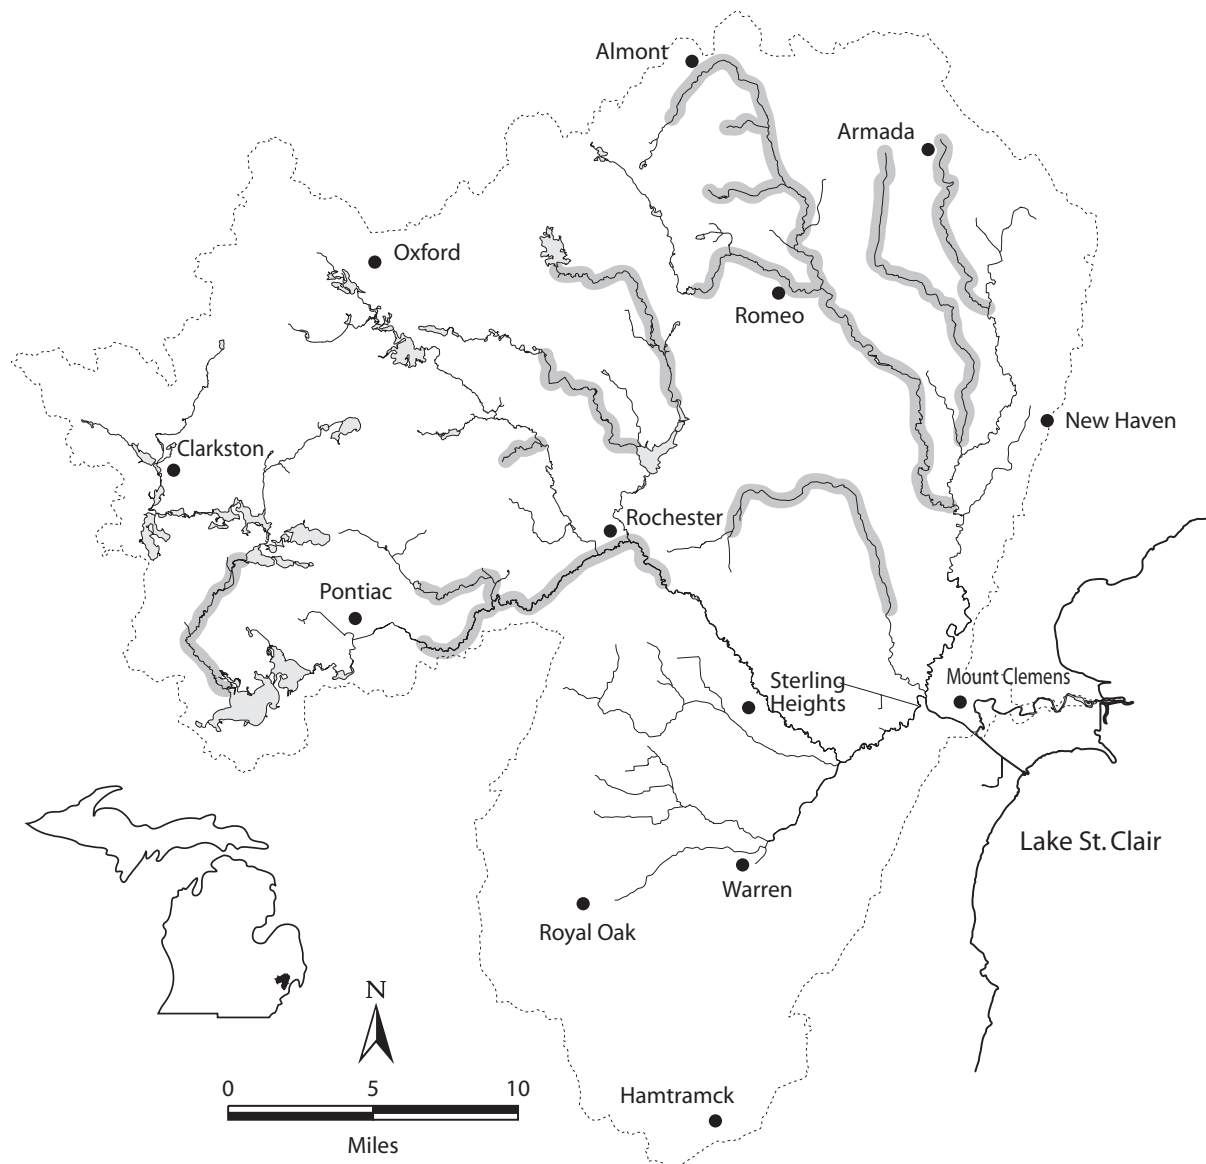 Almont
Armada
Oxford
Romeo
New Haven
Clarkston
Rochester
Pontiac
Mount Clemens
Sterling
Heights
Lake St. Clair
Warren
Royal Oak
N
0 5 10
Miles
Hamtramck